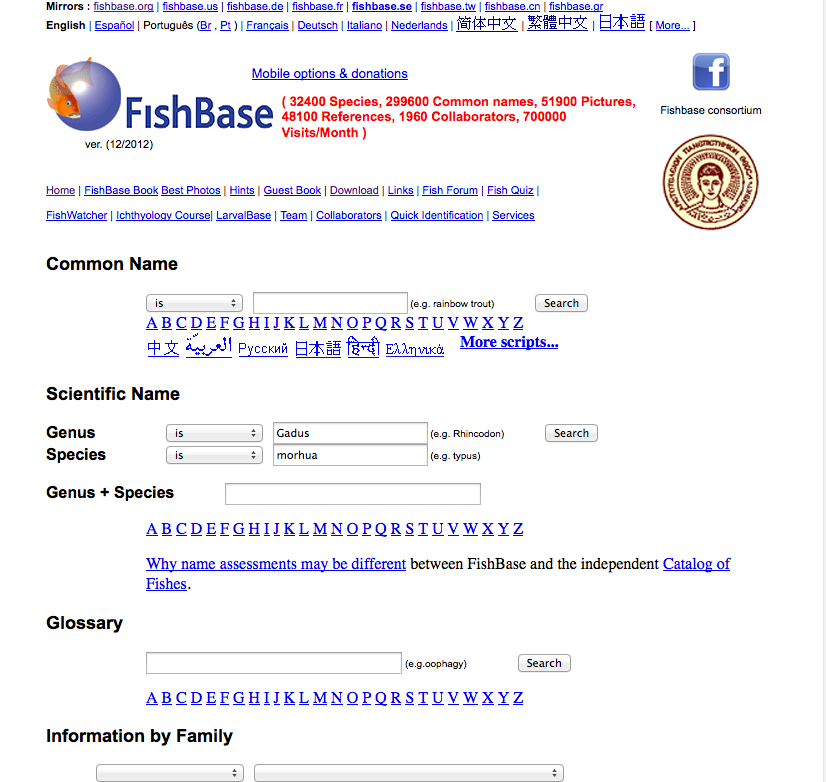 Mirrors : fishbase.org | fishbase.us | fishbase.de | fishbase.fr | fishbase.se | fishbase.tw | fishbase.cn | fishbase.gr
English | Español | Português (Br , Pt ) | Français | Deutsch | Italiano | Nederlands | 简体中文 | 繁體中文 | 日本語 [ More... ]
Mobile options & donations
FishBase
ver. (12/2012)
( 32400 Species, 299600 Common names, 51900 Pictures,
48100 References, 1960 Collaborators, 700000
Visits/Month )
f
Fishbase consortium
Home | FishBase Book Best Photos | Hints | Guest Book | Download | Links | Fish Forum | Fish Quiz |
FishWatcher | Ichthyology Course| LarvalBase | Team | Collaborators | Quick Identification | Services
Common Name
is (e.g. rainbow trout) Search
A B C D E F G H I J K L M N O P Q R S T U V W X Y Z
中文 العربيّة Русский 日本語 हिन्दी Ελληνικά More scripts...
Scientific Name
Genus is Gadus (e.g. Rhincodon) Search
Species is morhua (e.g. typus)
Genus + Species
A B C D E F G H I J K L M N O P Q R S T U V W X Y Z
Why name assessments may be different between FishBase and the independent Catalog of
Fishes.
Glossary
(e.g.oophagy) Search
A B C D E F G H I J K L M N O P Q R S T U V W X Y Z
Information by Family